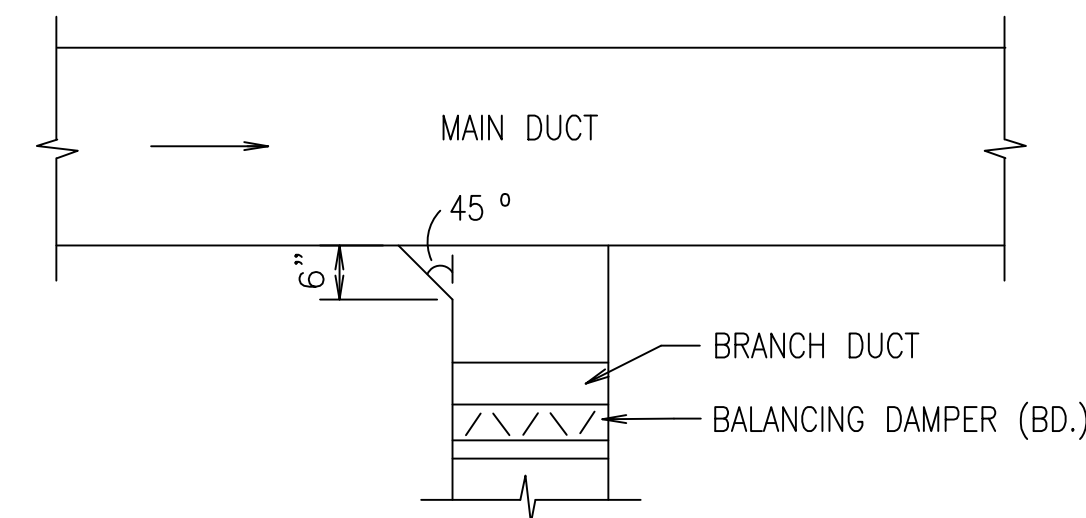 MAIN DUCT
45 °
6"
BRANCH DUCT
BALANCING DAMPER (BD.)